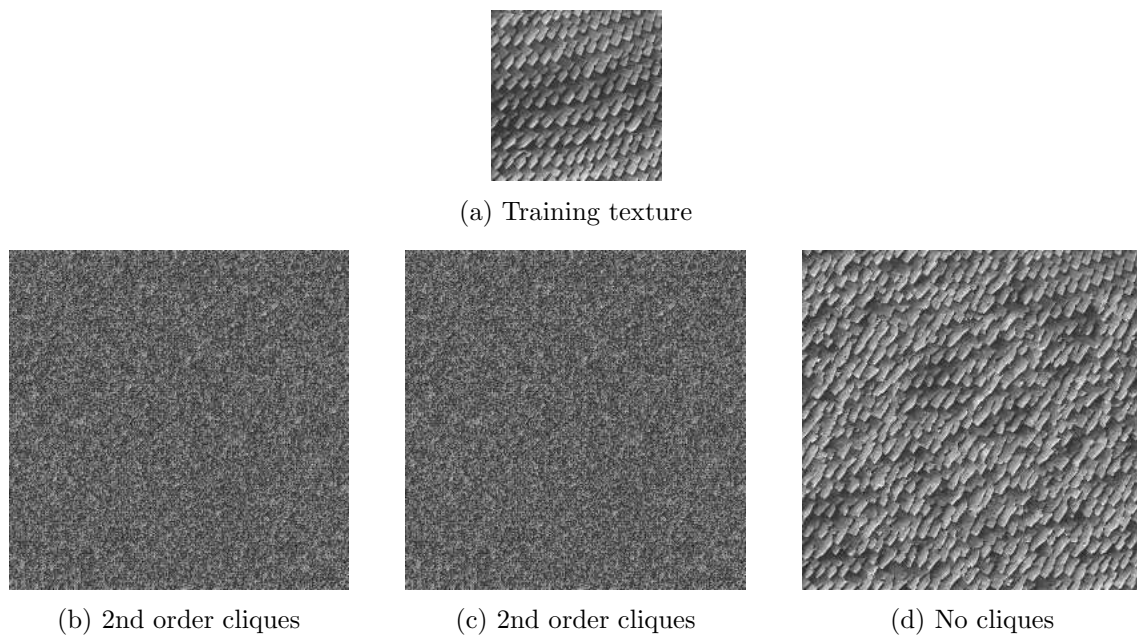 (a) Training texture
(b) 2nd order cliques
(c) 2nd order cliques
(d) No cliques